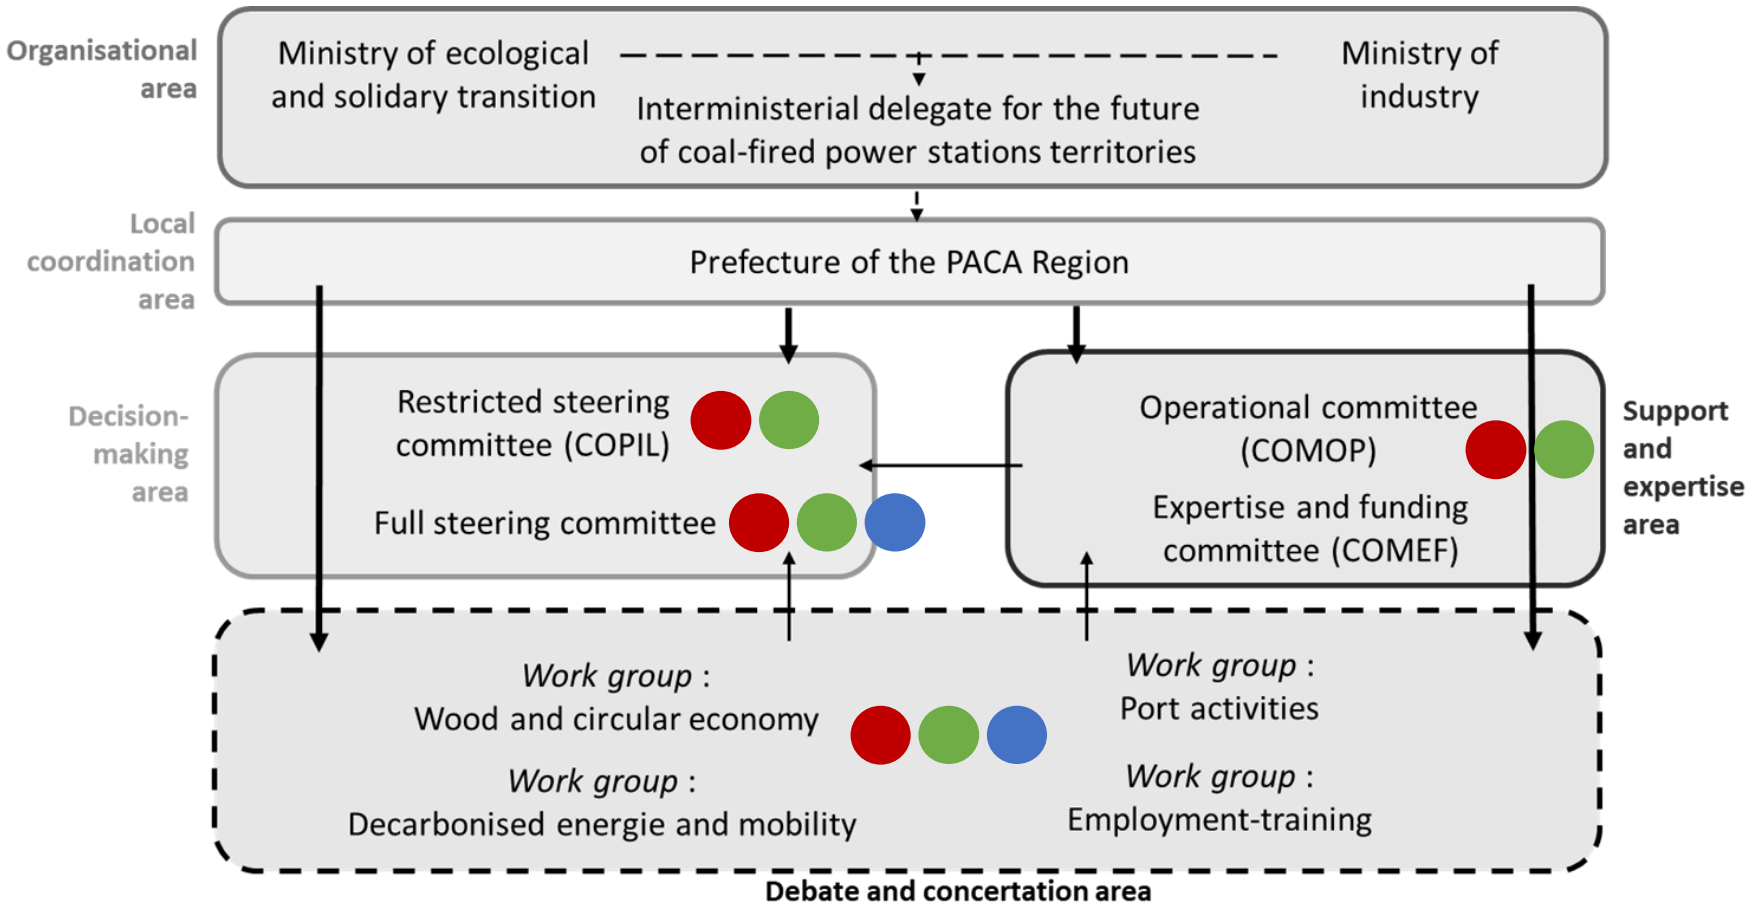 Organisational
area
Ministry of ecological
and solidary transition
Ministry of
industry
Interministerial delegate for the future
of coal-fired power stations territories
Local
coordination
area
Prefecture of the PACA Region
Decision-
making
area
Restricted steering
committee (COPIL)
Full steering committee
Operational committee
(COMOP)
Expertise and funding
committee (COMEF)
Support
and
expertise
area
Work group :
Wood and circular economy
Work group :
Decarbonised energie and mobility
Work group :
Port activities
Work group :
Employment-training
Debate and concertation area